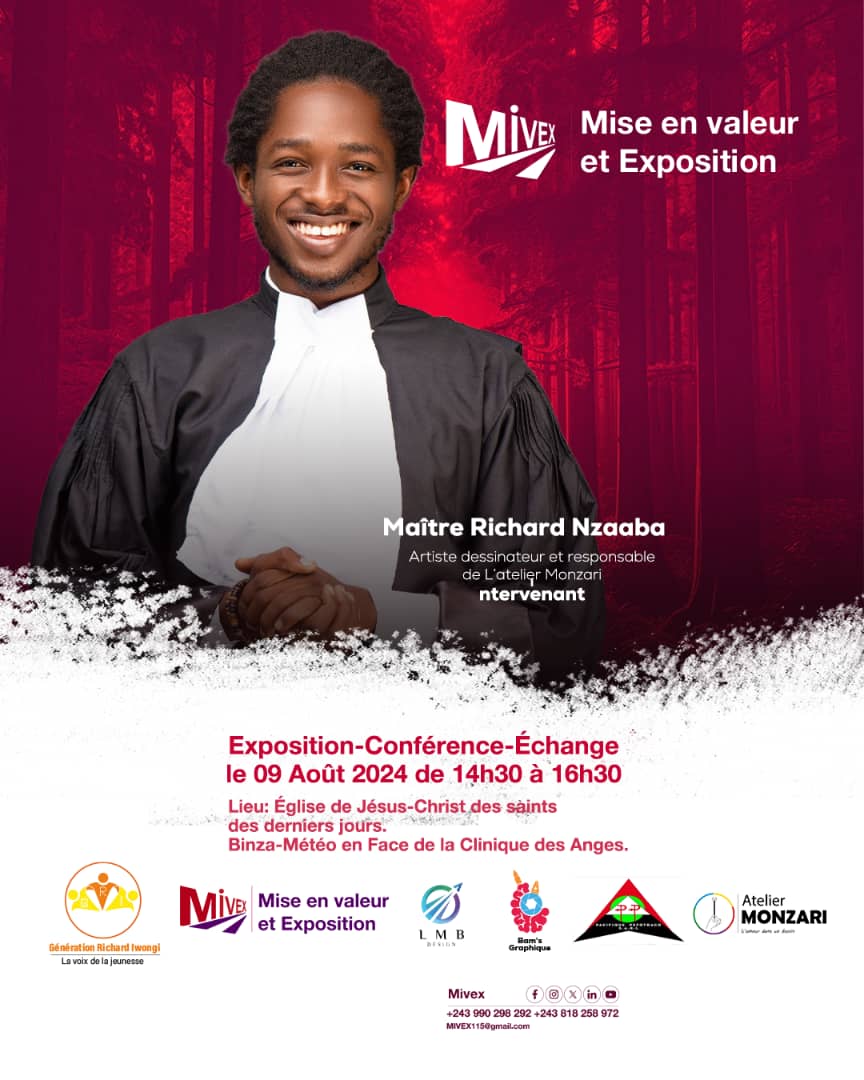 MiVEX
Mise en valeur
et Exposition
Maître Richard Nzaaba
Artiste dessinateur et responsable
de L'atelier Monzari
I
ntervenant
Exposition-Conférence-Échange
le 09 Août 2024 de 14h30 à 16h30
Lieu: Église de Jésus-Christ des saints
des derniers jours.
Binza-Météo en Face de la Clinique des Anges.
GRI
Génération Richard Iwongi
La voix de la jeunesse
MiVEX
Mise en valeur
et Exposition
LMB
DESIGN
Bam's
Graphique
Atelier
MONZARI
Mivex
+243 990 298 292 +243 818 258 972
MIVEX115@gmail.com